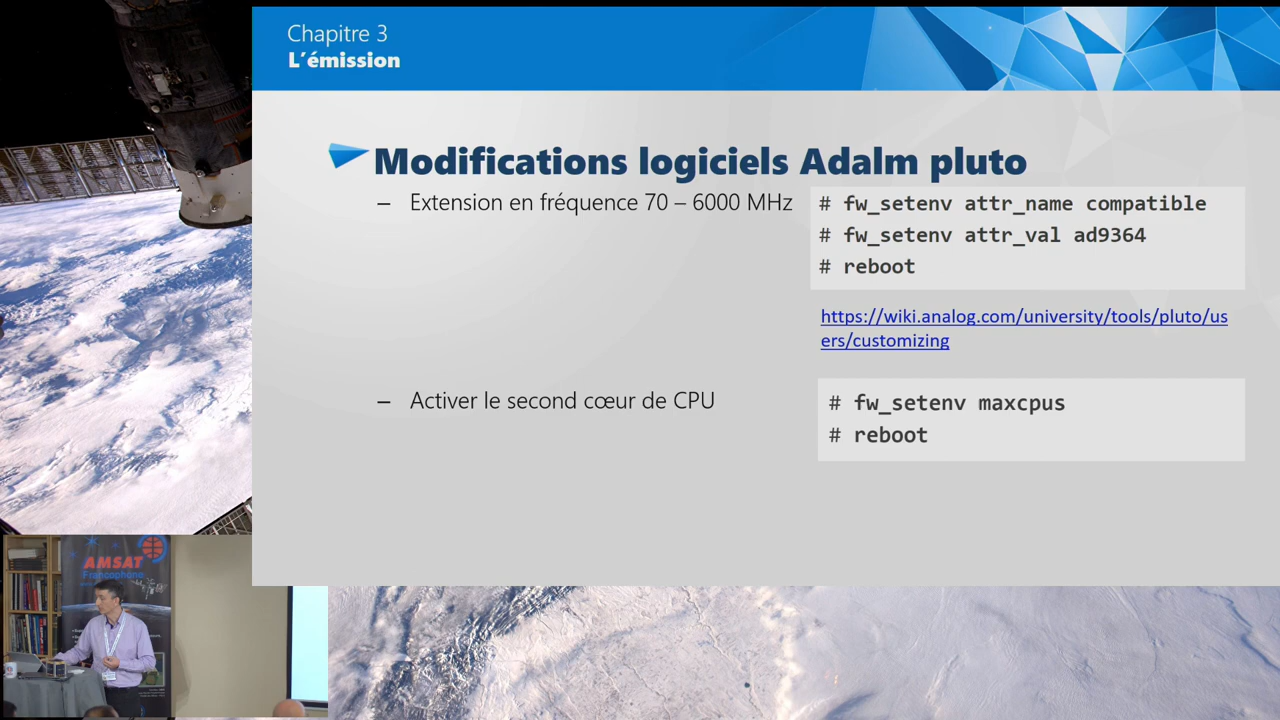 Chapitre 3
L'émission
Modifications logiciels Adalm pluto
– Extension en fréquence 70 – 6000 MHz
# fw_setenv attr_name compatible
# fw_setenv attr_val ad9364
# reboot
https://wiki.analog.com/university/tools/pluto/us
ers/customizing
– Activer le second cœur de CPU
# fw_setenv maxcpus
# reboot
AMSAT
Francophone